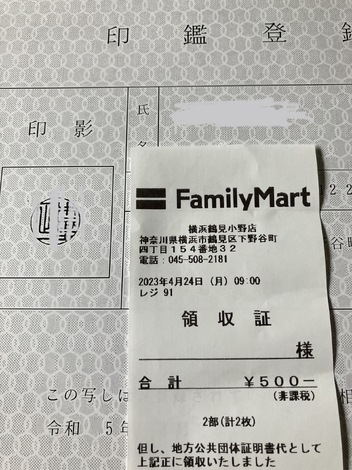 印鑑登
印影
氏
FamilyMart
横浜鶴見小野店
神奈川県横浜市鶴見区下野谷町
四丁目154番地32
電話:045-508-2181
2023年4月24日(月) 09:00
レジ 91
領収証
様
合計 ¥500-
(非課税)
2部(計2枚)
但し、地方公共団体証明書代として
上記正に領収いたしました
この写しは
令和 5年